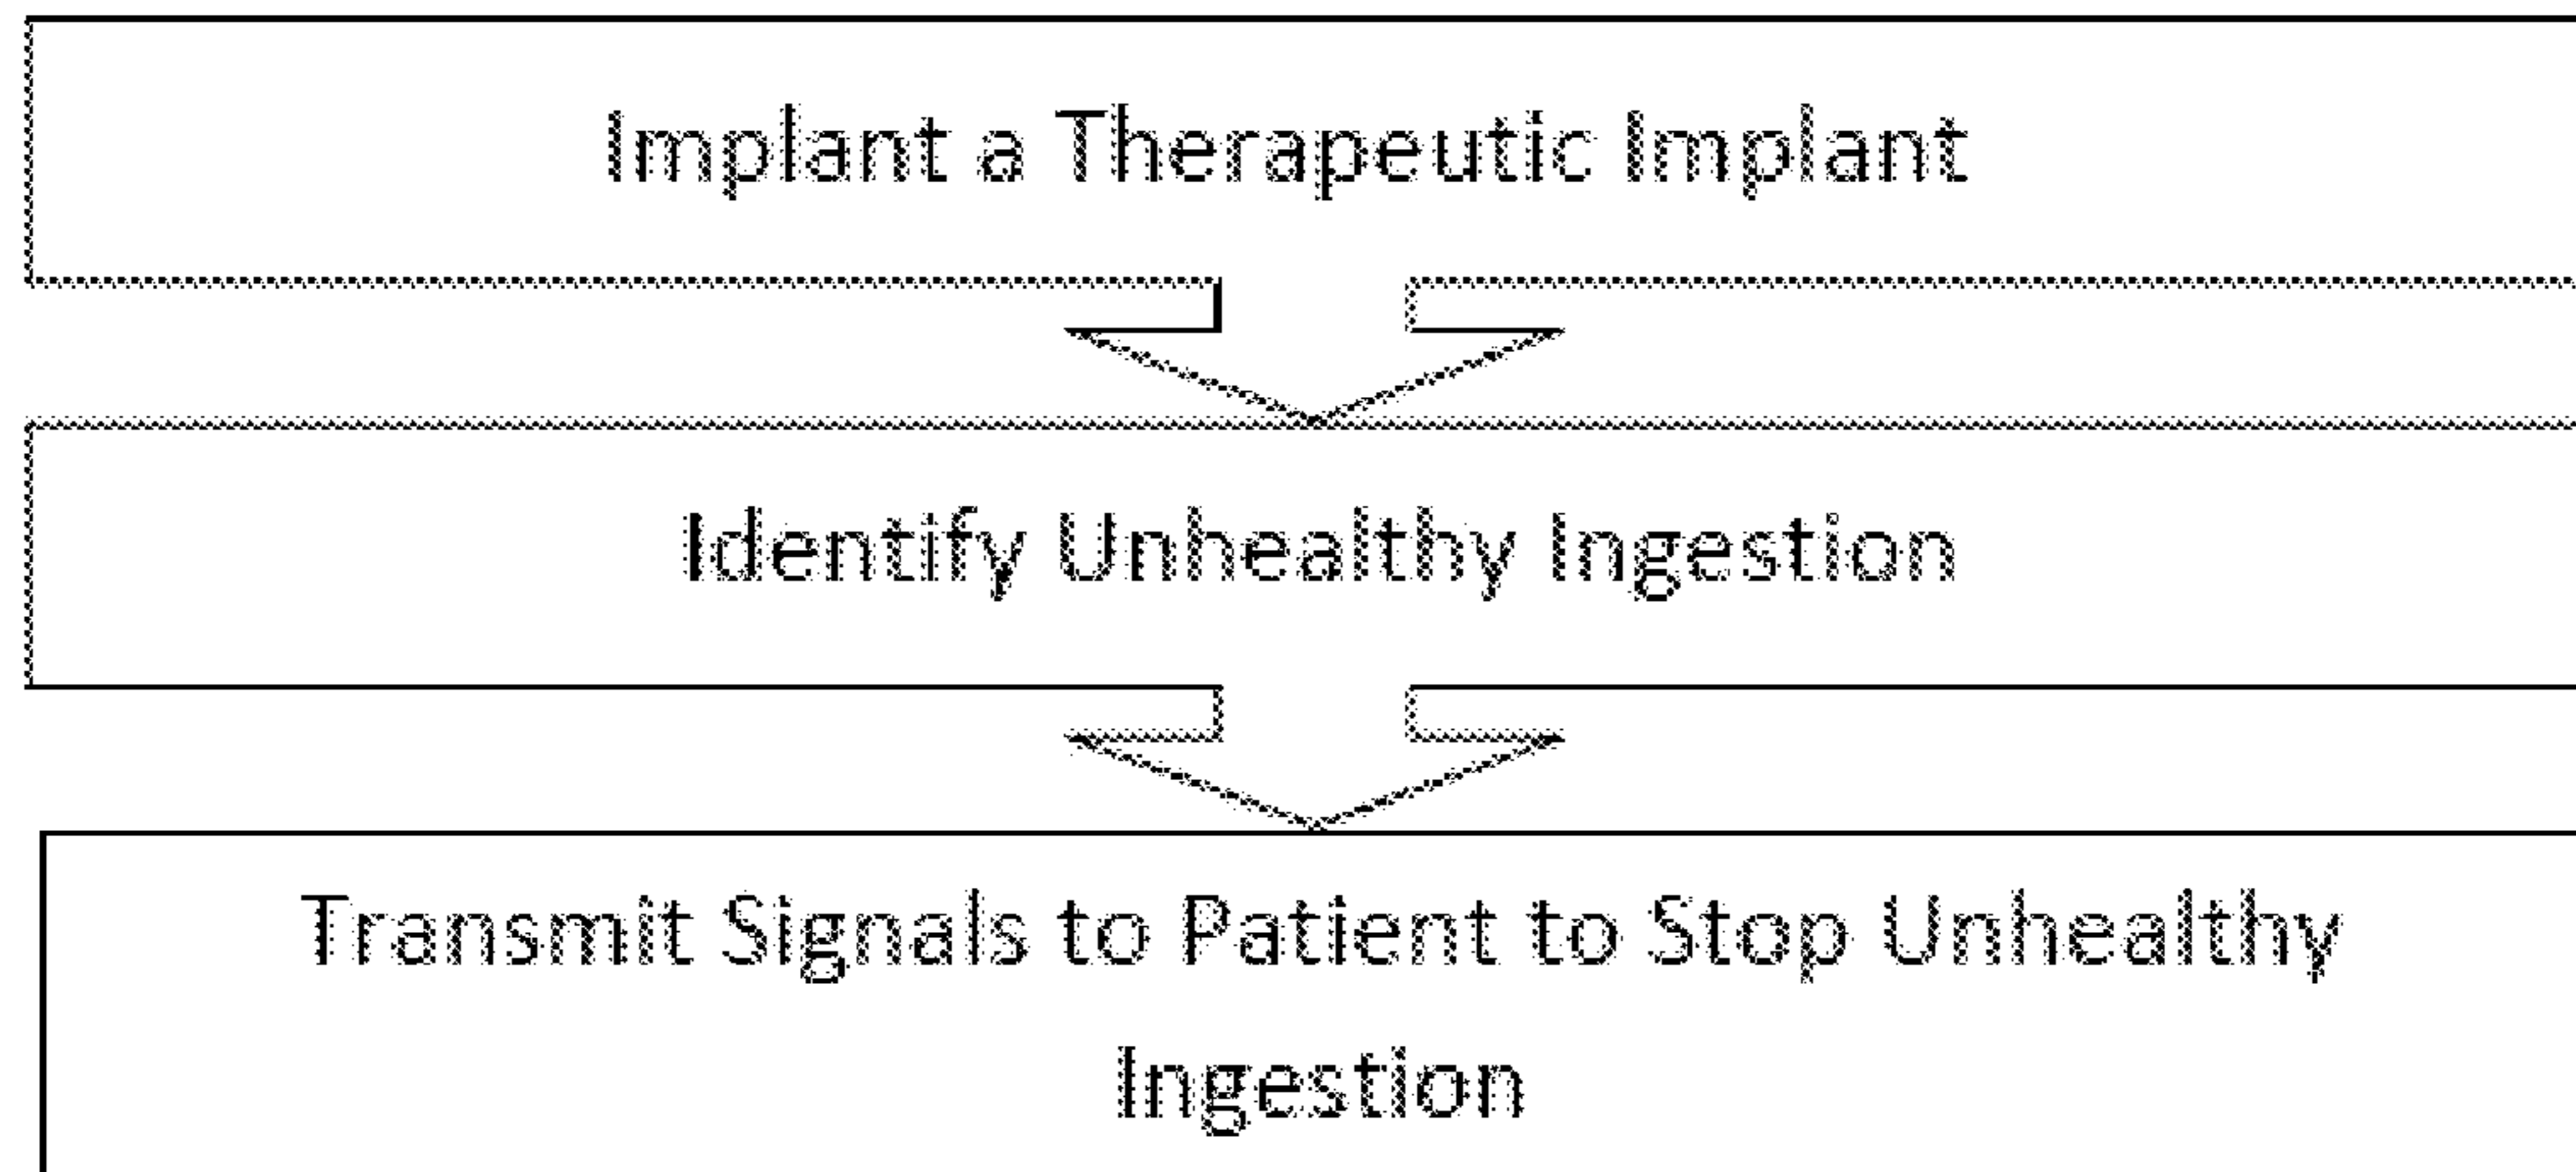 Implant a Therapeutic Implant
Identify Unhealthy Ingestion
Transmit Signals to Patient to Stop Unhealthy
Ingestion